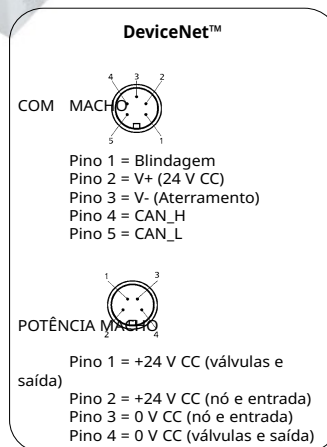 DeviceNet™
4 3 2
COM MACHO
5 1
Pino 1 = Blindagem
Pino 2 = V+ (24 V CC)
Pino 3 = V- (Aterramento)
Pino 4 = CAN_H
Pino 5 = CAN_L
1 3
POTÊNCIA MACHO
2 4
Pino 1 = +24 V CC (válvulas e
saída)
Pino 2 = +24 V CC (nó e entrada)
Pino 3 = 0 V CC (nó e entrada)
Pino 4 = 0 V CC (válvulas e saída)